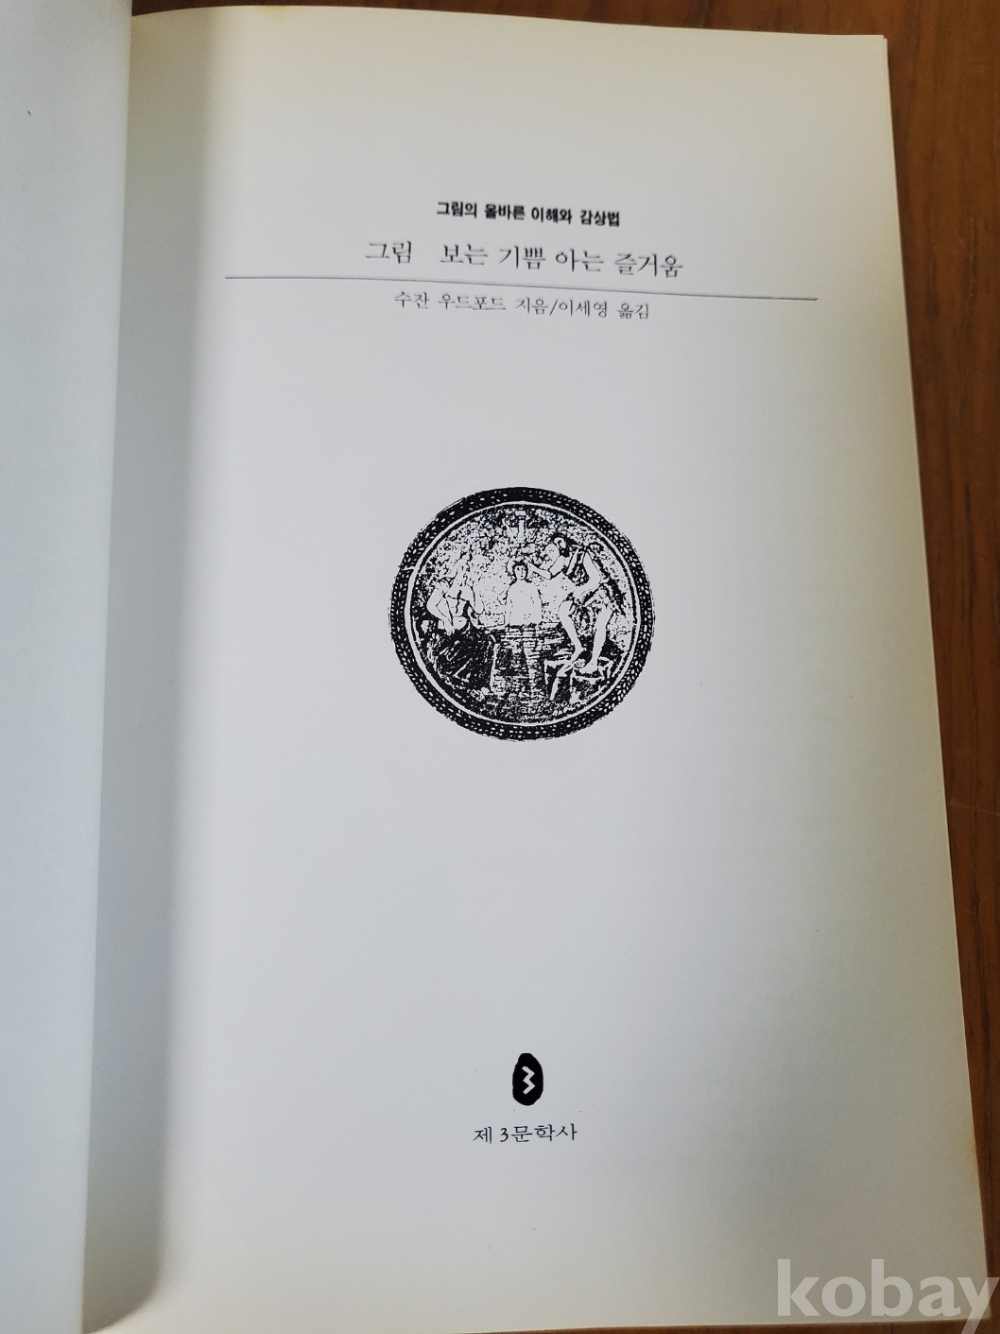 그림의 올바른 이해와 감상법
그림 보는 기쁨 아는 즐거움
수잔 우드포드 지음/이세영 옮김
3
제3문학사
kobay